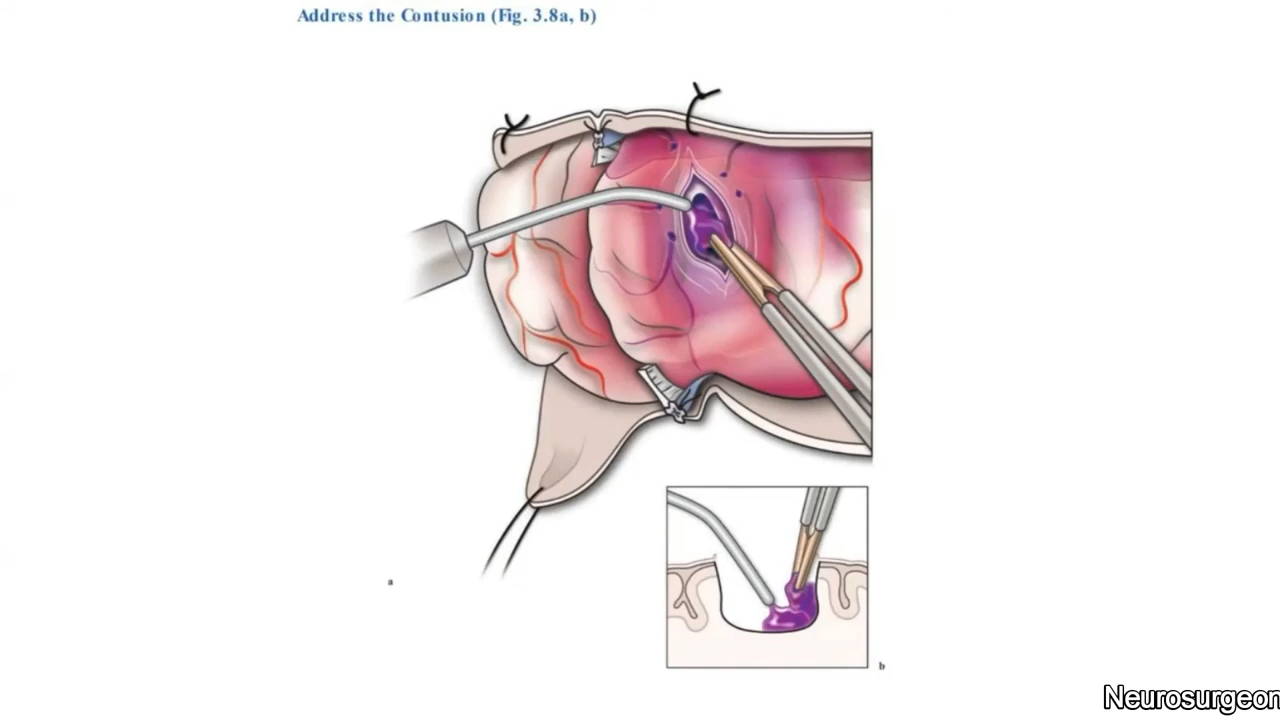 Address the Contusion (Fig. 3.8a, b)
a
b
Neurosurgeon